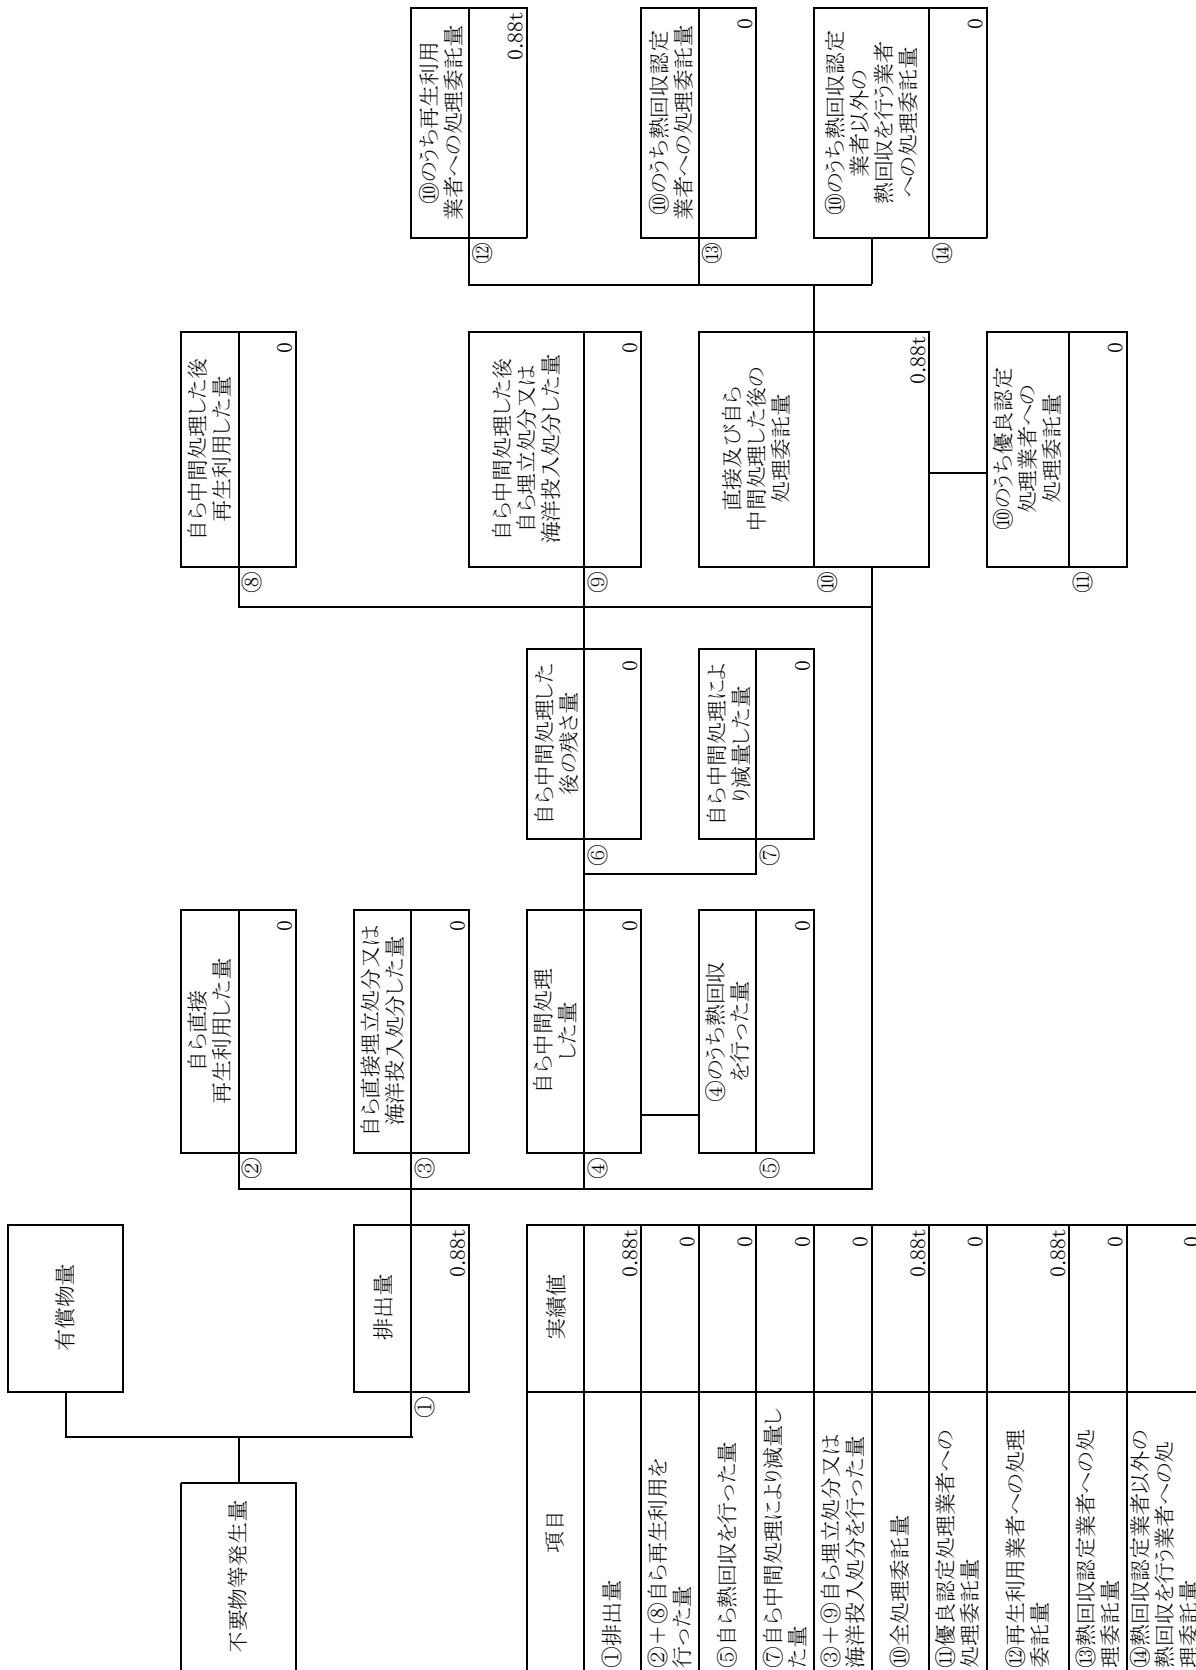 不要物等発生量
有償物量
①
排出量
0.88t
②
自ら直接
再生利用した量
0
③
自ら直接埋立処分又は
海洋投入処分した量
0
④
自ら中間処理
した量
0
⑤
④のうち熱回収
を行った量
0
⑥
自ら中間処理した
後の残さ量
0
⑦
自ら中間処理によ
り減量した量
0
⑧
自ら中間処理した後
再生利用した量
0
⑨
自ら中間処理した後
自ら埋立処分又は
海洋投入処分した量
0
⑩
直接及び自ら
中間処理した後の
処理委託量
0.88t
⑪
⑩のうち優良認定
処理業者への
処理委託量
0
⑫
⑩のうち再生利用
業者への処理委託量
0.88t
⑬
⑩のうち熱回収認定
業者への処理委託量
0
⑭
⑩のうち熱回収認定
業者以外の
熱回収を行う業者
への処理委託量
0
項目
実績値
①排出量
0.88t
②+⑧自ら再生利用を
行った量
0
⑤自ら熱回収を行った量
0
⑦自ら中間処理により減量し
た量
0
③+⑨自ら埋立処分又は
海洋投入処分を行った量
0
⑩全処理委託量
0.88t
⑪優良認定処理業者への
処理委託量
0
⑫再生利用業者への処理
委託量
0.88t
⑬熱回収認定業者への処
理委託量
0
⑭熱回収認定業者以外の
熱回収を行う業者への処
理委託量
0